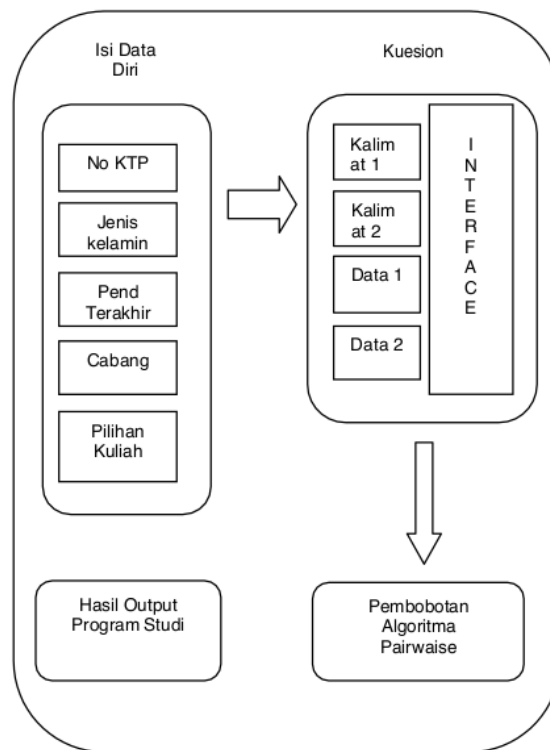 Isi Data
Diri
No KTP
Jenis
kelamin
Pend
Terakhir
Cabang
Pilihan
Kuliah
Kuesion
Kalim
at 1
Kalim
at 2
Data 1
Data 2
I
N
T
E
R
F
A
C
E
Hasil Output
Program Studi
Pembobotan
Algoritma
Pairwaise